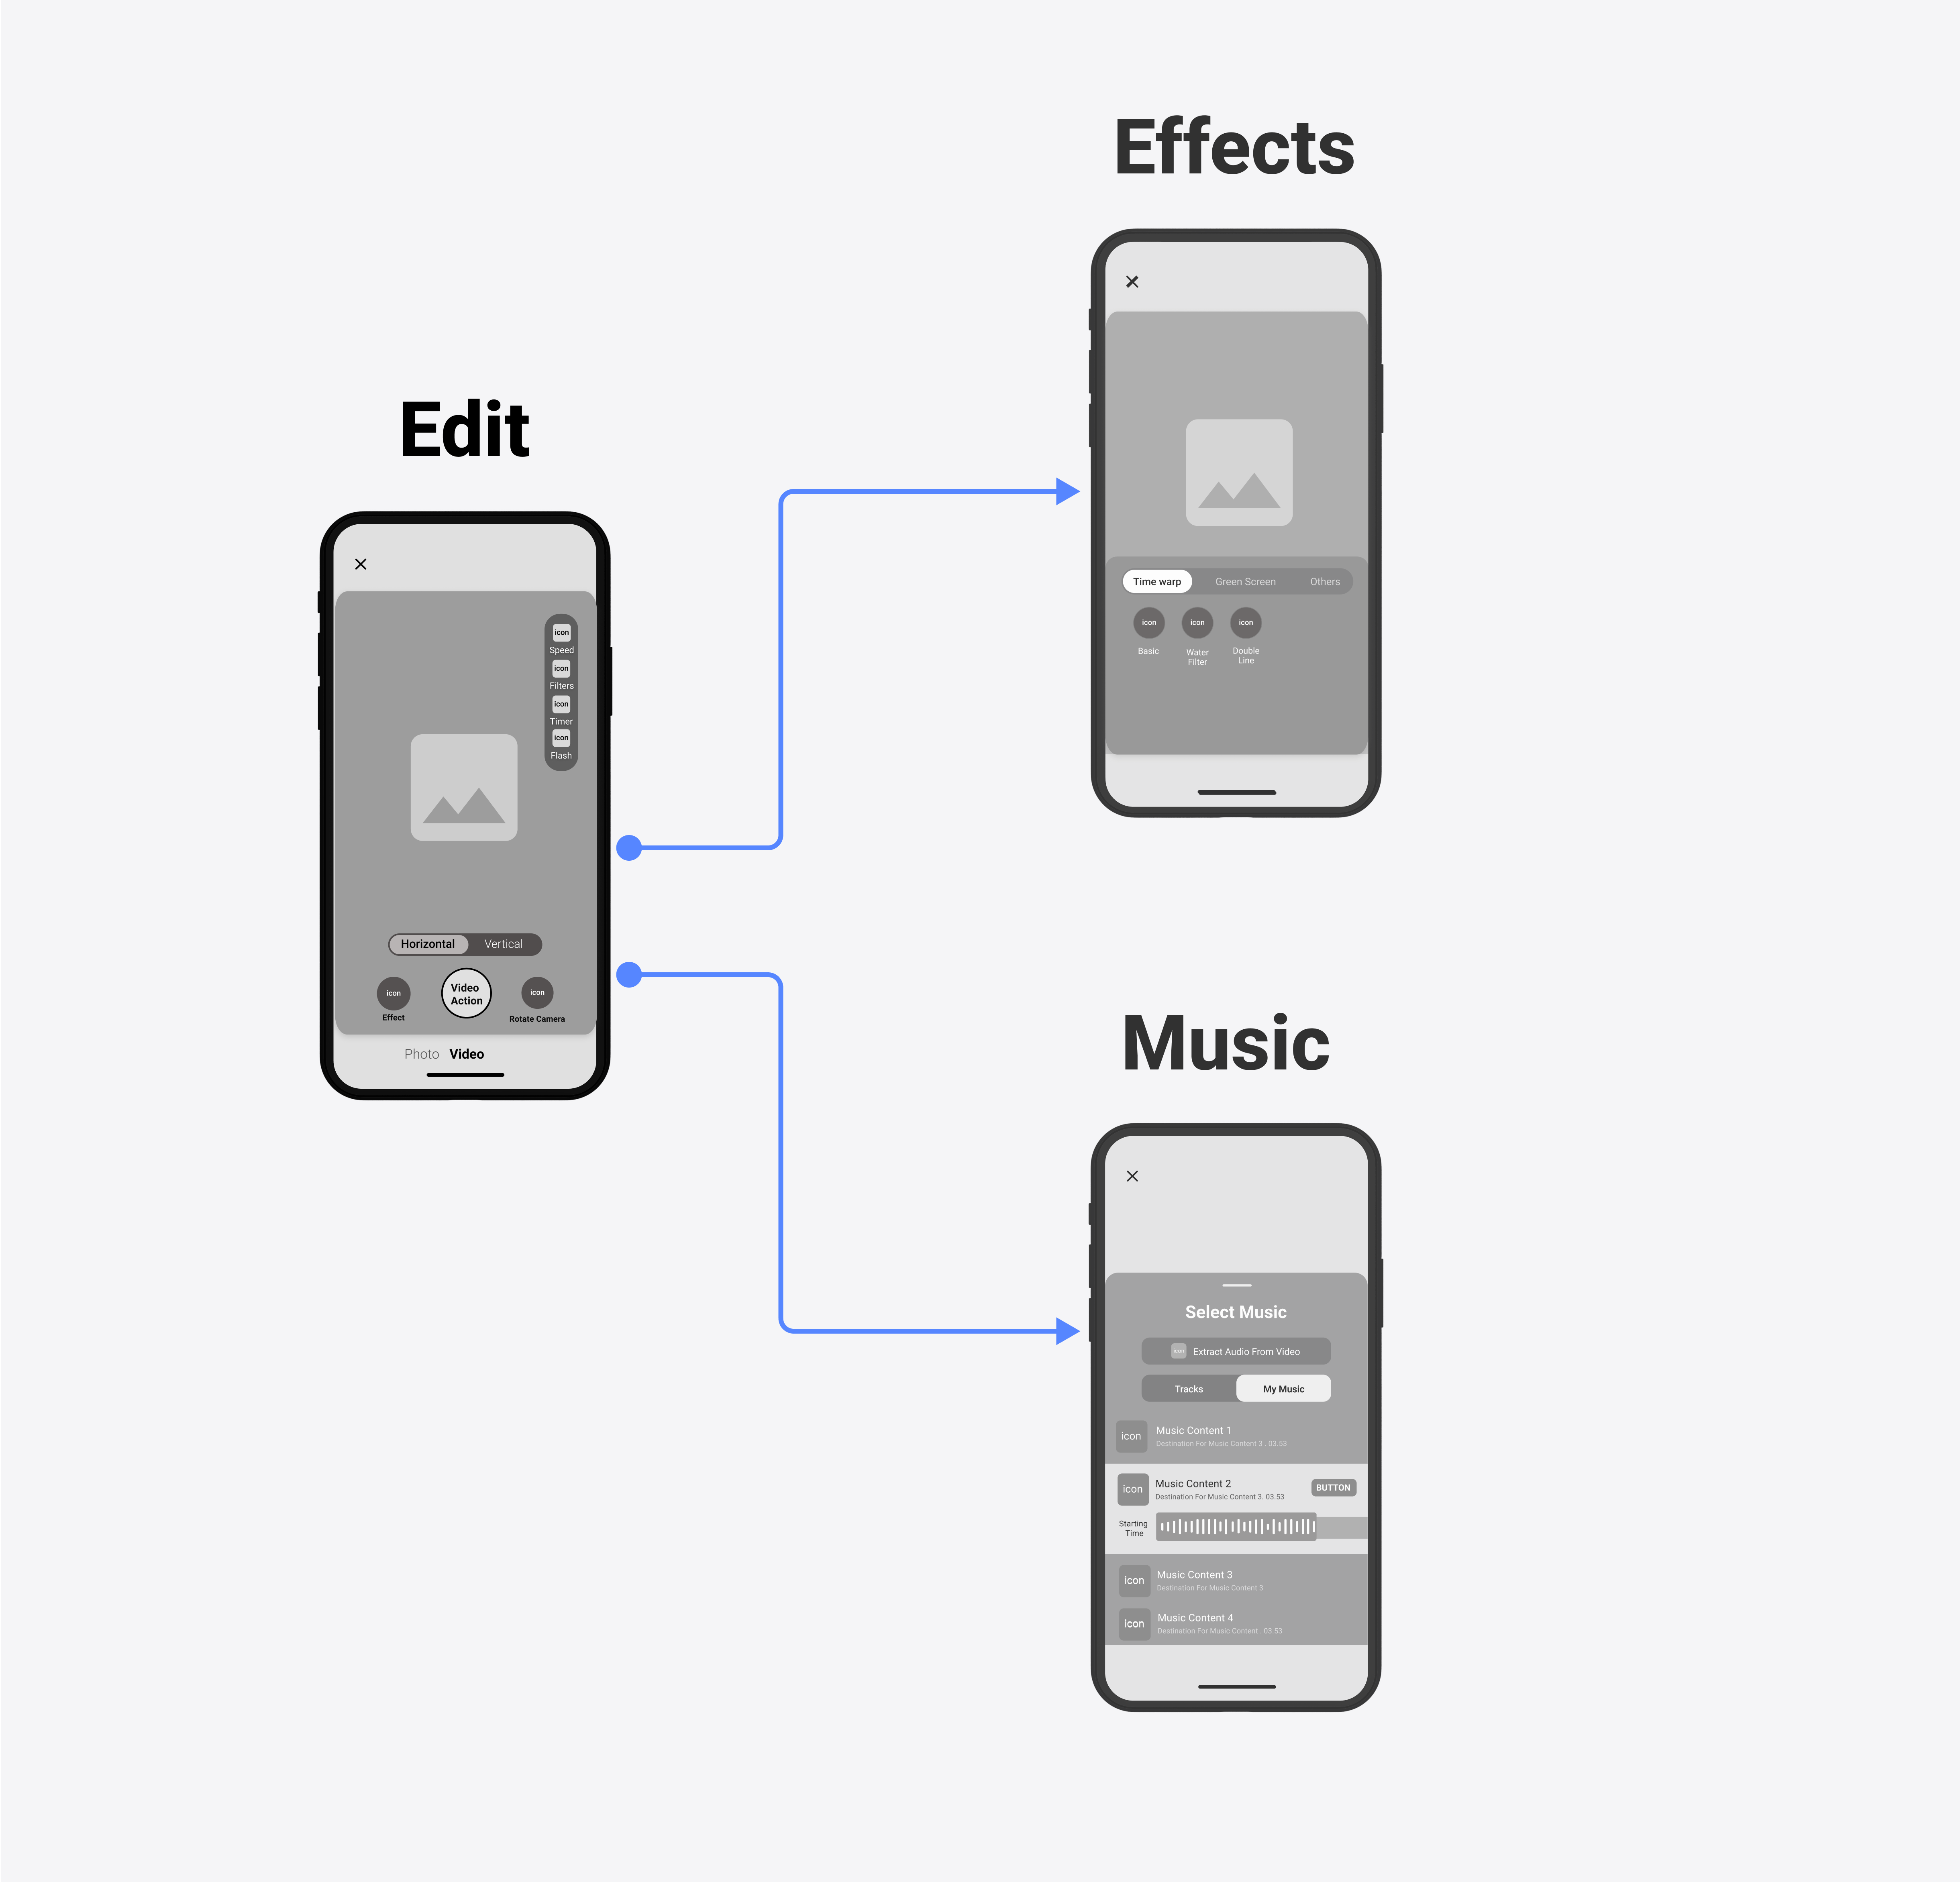 Edit
icon
Speed
icon
Filters
icon
Timer
icon
Flash
Horizontal Vertical
icon
Effect
Video
Action
icon
Rotate Camera
Photo Video
Effects
Time warp Green Screen Others
icon icon icon
Basic
Water
Filter
Double
Line
Music
Select Music
icon Extract Audio From Video
Tracks My Music
icon
Music Content 1
Destination For Music Content 3 . 03.53
icon
Music Content 2
Destination For Music Content 3. 03.53
BUTTON
Starting
Time
icon
Music Content 3
Destination For Music Content 3
icon
Music Content 4
Destination For Music Content . 03.53